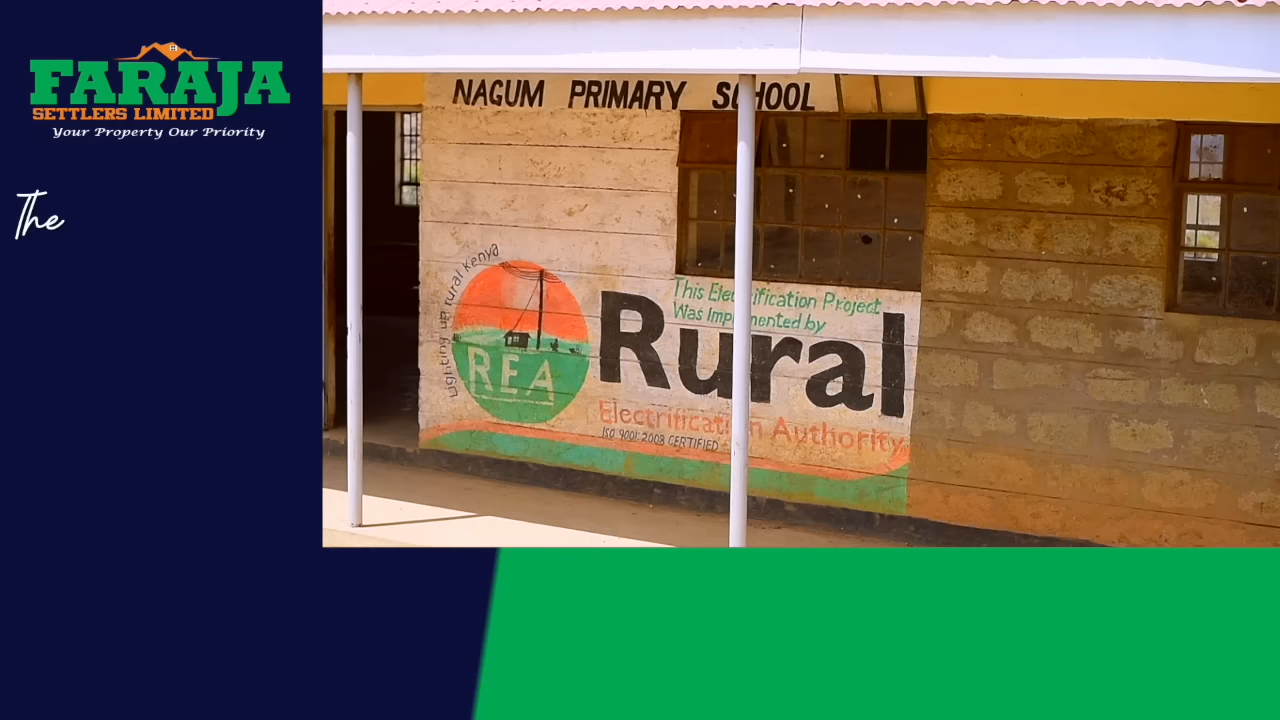 FARAJA
SETTLERS LIMITED
Your Property Our Priority
The
NAGUM PRIMARY SCHOOL
Lighting up rural Kenya
REA
This Electrification Project
Was Implemented by
Rural
Electrification Authority
ISO 9001:2008 CERTIFIED